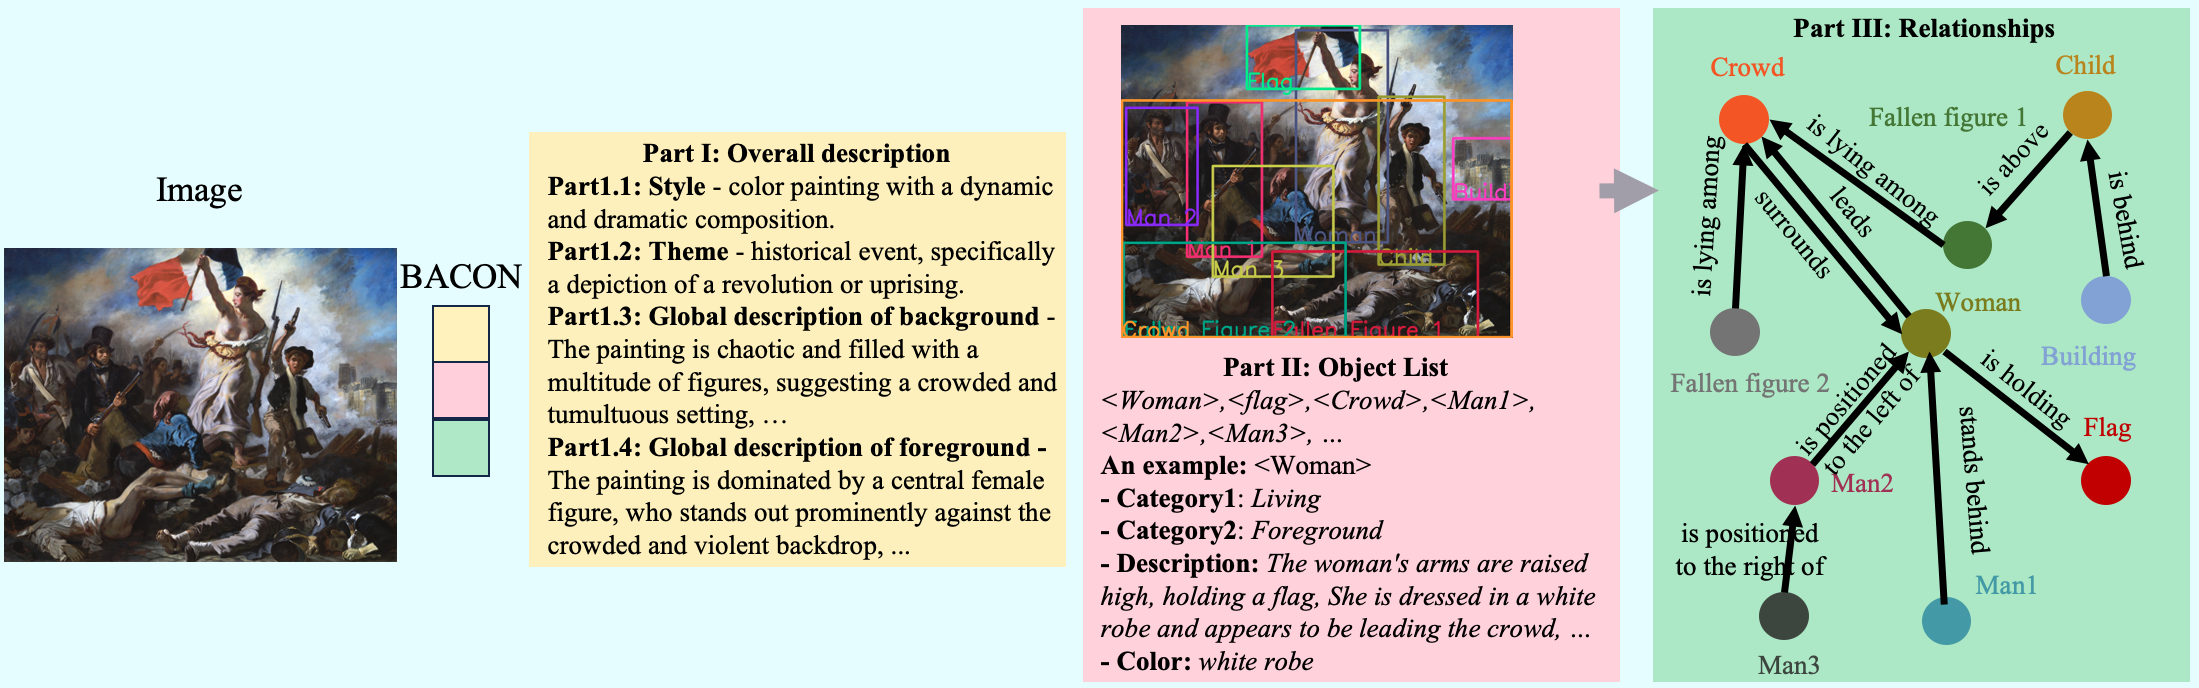 Image
BACON
Part I: Overall description
Part1.1: Style - color painting with a dynamic
and dramatic composition.
Part1.2: Theme - historical event, specifically
a depiction of a revolution or uprising.
Part1.3: Global description of background -
The painting is chaotic and filled with a
multitude of figures, suggesting a crowded and
tumultuous setting, …
Part1.4: Global description of foreground -
The painting is dominated by a central female
figure, who stands out prominently against the
crowded and violent backdrop, ...
Flag
Man 2
Man 1
Woman
Build
Man 3
Child
Crowd
Figure 2
Fallen Figure 1
Part II: Object List
<Woman>,<flag>,<Crowd>,<Man1>,
<Man2>,<Man3>, ...
An example: <Woman>
- Category1: Living
- Category2: Foreground
- Description: The woman's arms are raised
high, holding a flag, She is dressed in a white
robe and appears to be leading the crowd, ...
- Color: white robe
Part III: Relationships
Crowd
Child
Fallen figure 1
is lying among
is above
is lying among
surrounds
leads
is behind
Woman
Building
Fallen figure 2
is positioned
to the left of
is holding
Flag
Man2
stands behind
is positioned
to the right of
Man1
Man3